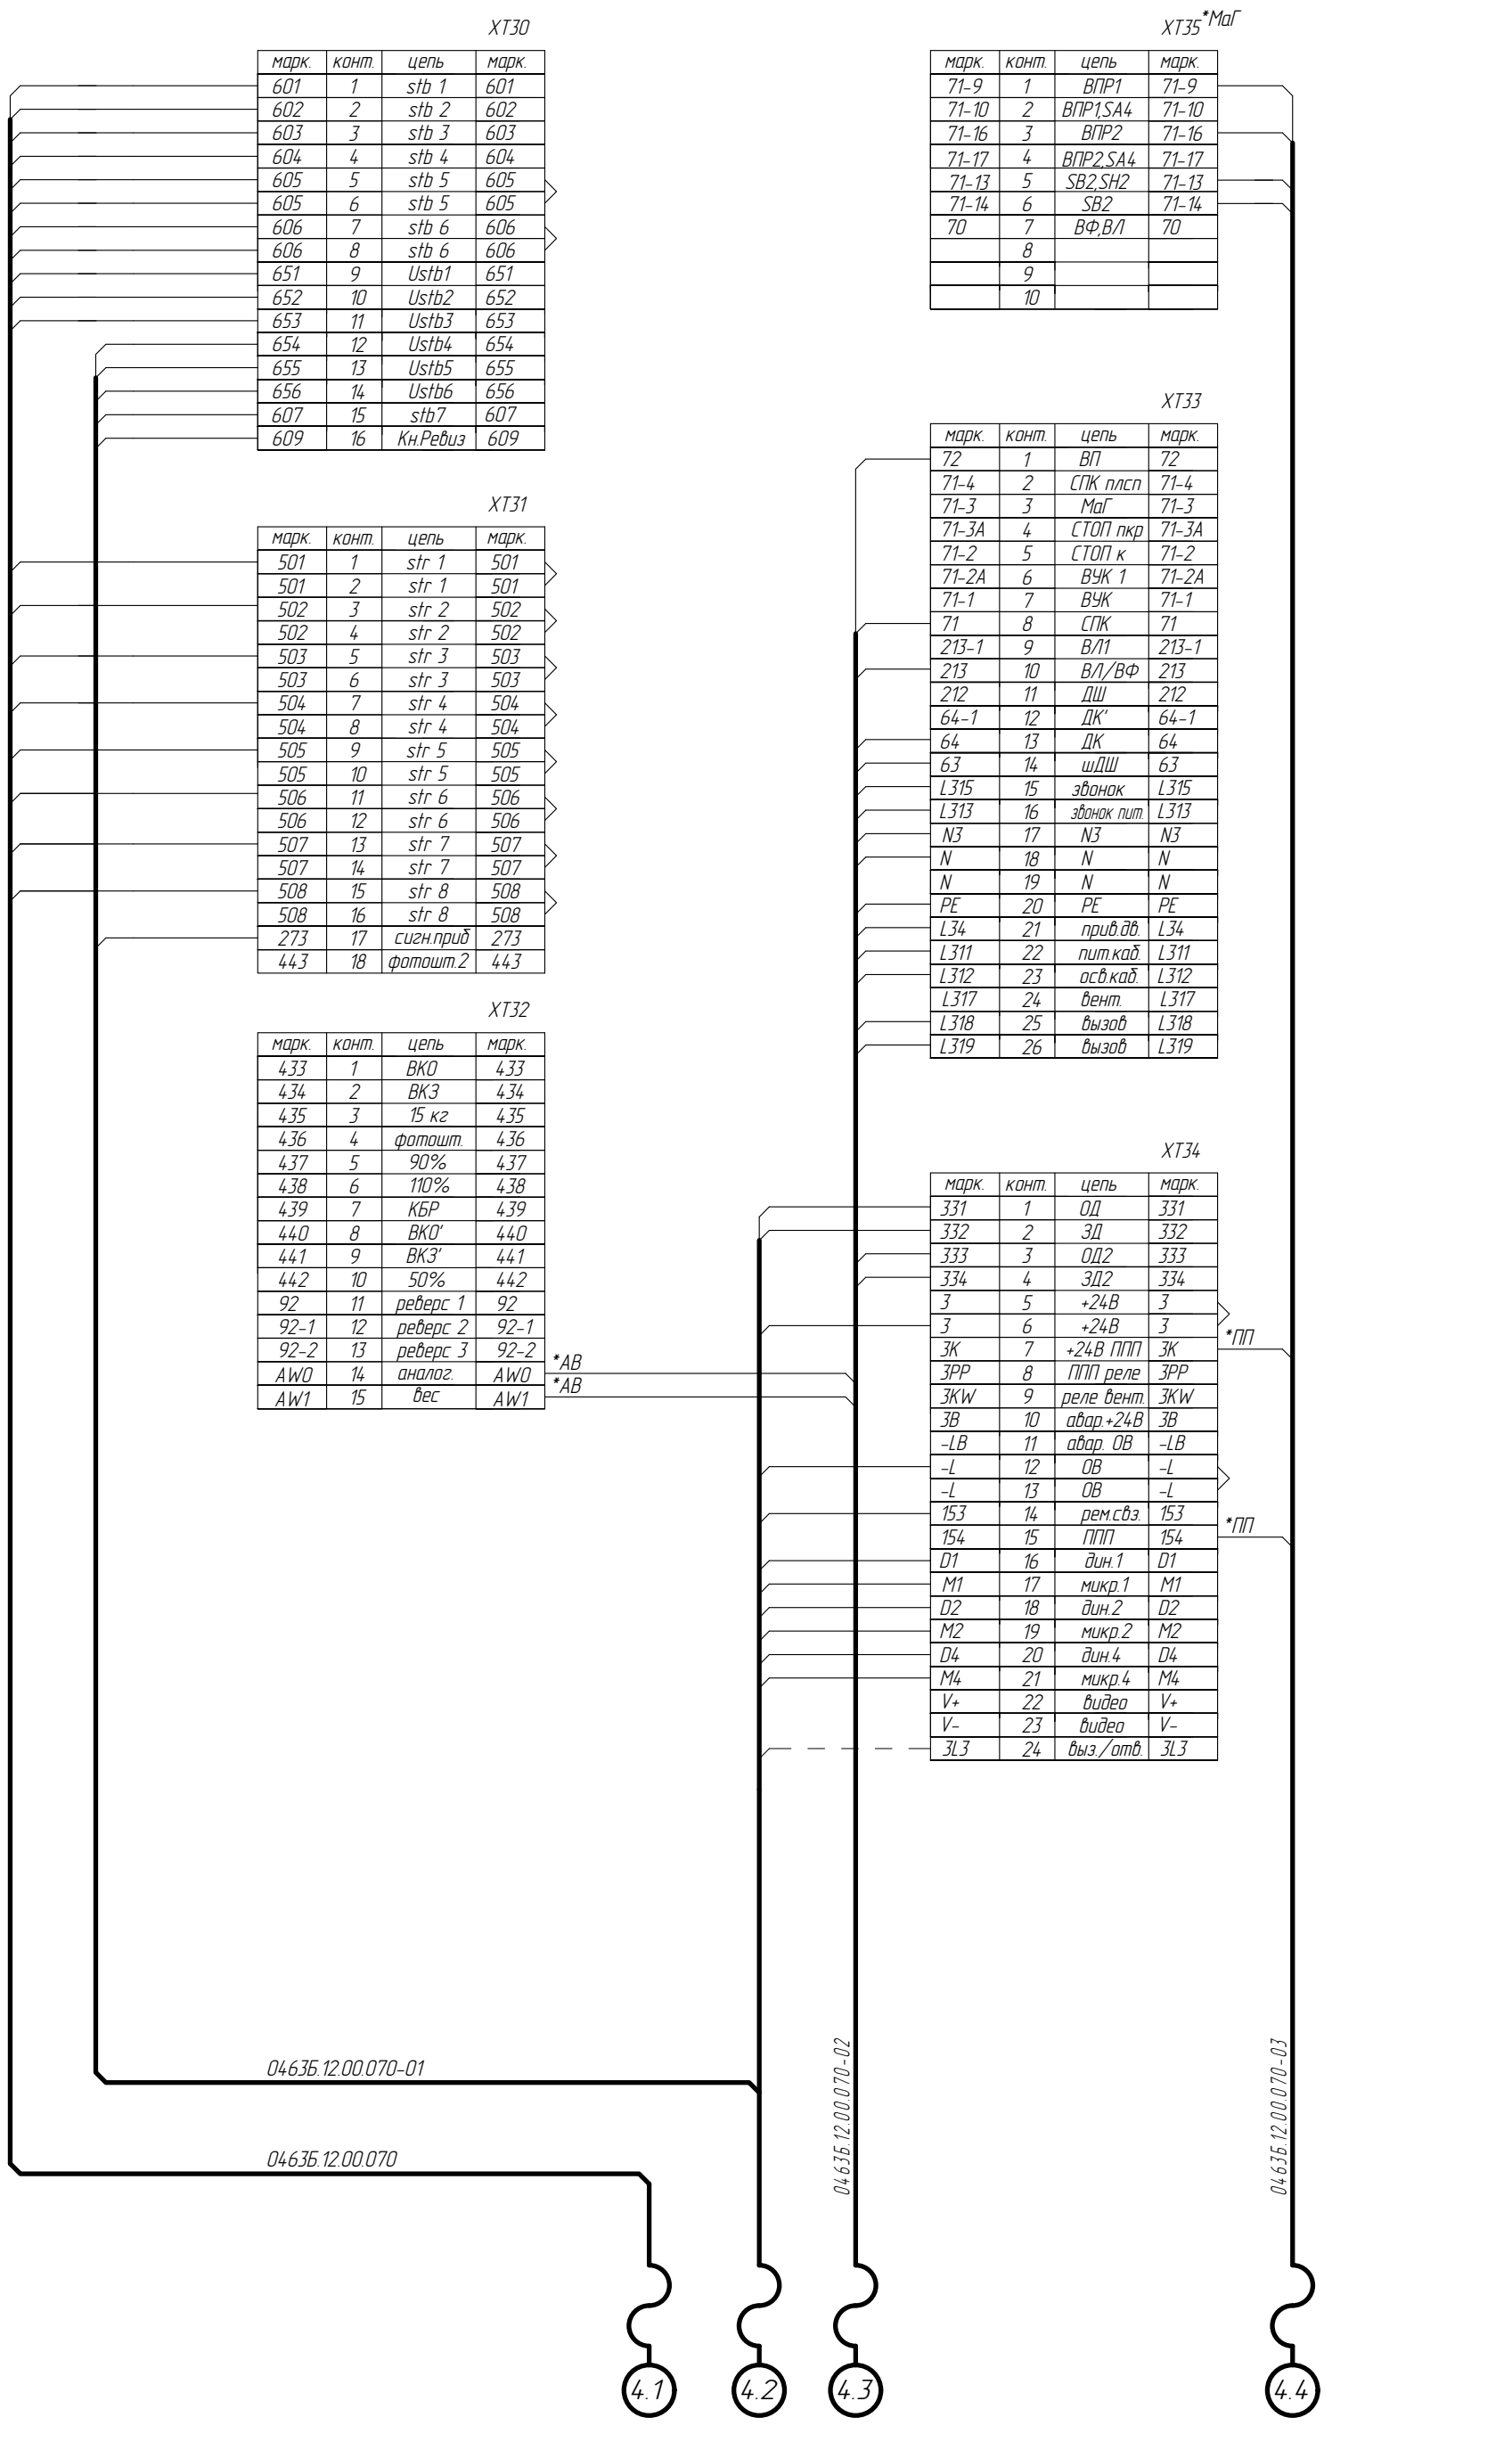 XT30
марк. конт. цепь марк.
601 1 stb 1 601
602 2 stb 2 602
603 3 stb 3 603
604 4 stb 4 604
605 5 stb 5 605
605 6 stb 5 605
606 7 stb 6 606
606 8 stb 6 606
651 9 Ustb1 651
652 10 Ustb2 652
653 11 Ustb3 653
654 12 Ustb4 654
655 13 Ustb5 655
656 14 Ustb6 656
607 15 stb7 607
609 16 Кн.Ревиз 609
XT31
марк. конт. цепь марк.
501 1 str 1 501
501 2 str 1 501
502 3 str 2 502
502 4 str 2 502
503 5 str 3 503
503 6 str 3 503
504 7 str 4 504
504 8 str 4 504
505 9 str 5 505
505 10 str 5 505
506 11 str 6 506
506 12 str 6 506
507 13 str 7 507
507 14 str 7 507
508 15 str 8 508
508 16 str 8 508
273 17 сигн.приб 273
443 18 фотошт.2 443
XT32
марк. конт. цепь марк.
433 1 ВКО 433
434 2 ВКЗ 434
435 3 15 кг 435
436 4 фотошт. 436
437 5 90% 437
438 6 110% 438
439 7 КБР 439
440 8 ВКО' 440
441 9 ВКЗ' 441
442 10 50% 442
92 11 реверс 1 92
92-1 12 реверс 2 92-1
92-2 13 реверс 3 92-2
AW0 14 аналог. AW0 *АВ
AW1 15 вес AW1 *АВ
XT35 *МаГ
марк. конт. цепь марк.
71-9 1 ВПР1 71-9
71-10 2 ВПР1,SA4 71-10
71-16 3 ВПР2 71-16
71-17 4 ВПР2,SA4 71-17
71-13 5 SB2,SH2 71-13
71-14 6 SB2 71-14
70 7 ВФ,ВЛ 70
8
9
10
XT33
марк. конт. цепь марк.
72 1 ВП 72
71-4 2 СПК плсп 71-4
71-3 3 МаГ 71-3
71-3А 4 СТОП пкр 71-3А
71-2 5 СТОП к 71-2
71-2А 6 ВУК 1 71-2А
71-1 7 ВУК 71-1
71 8 СПК 71
213-1 9 ВЛ1 213-1
213 10 ВЛ/ВФ 213
212 11 ДШ 212
64-1 12 ДК' 64-1
64 13 ДК 64
63 14 шДШ 63
L315 15 звонок L315
L313 16 звонок пит. L313
N3 17 N3 N3
N 18 N N
N 19 N N
PE 20 PE PE
L34 21 прив.дв. L34
L311 22 пит.каб. L311
L312 23 осв.каб. L312
L317 24 вент. L317
L318 25 вызов L318
L319 26 вызов L319
XT34
марк. конт. цепь марк.
331 1 ОД 331
332 2 ЗД 332
333 3 ОД2 333
334 4 ЗД2 334
3 5 +24В 3
3 6 +24В 3
3К 7 +24В ППП 3К *ПП
3РР 8 ППП реле 3РР
3KW 9 реле вент. 3KW
3В 10 авар.+24В 3В
-LB 11 авар. 0В -LB
-L 12 0В -L
-L 13 0В -L
153 14 рем.свз. 153
154 15 ППП 154 *ПП
D1 16 дин.1 D1
M1 17 микр.1 M1
D2 18 дин.2 D2
M2 19 микр.2 M2
D4 20 дин.4 D4
M4 21 микр.4 M4
V+ 22 видео V+
V- 23 видео V-
3L3 24 выз./отв. 3L3
0463Б.12.00.070-01
0463Б.12.00.070
0463Б.12.00.070-02
0463Б.12.00.070-03
4.1
4.2
4.3
4.4